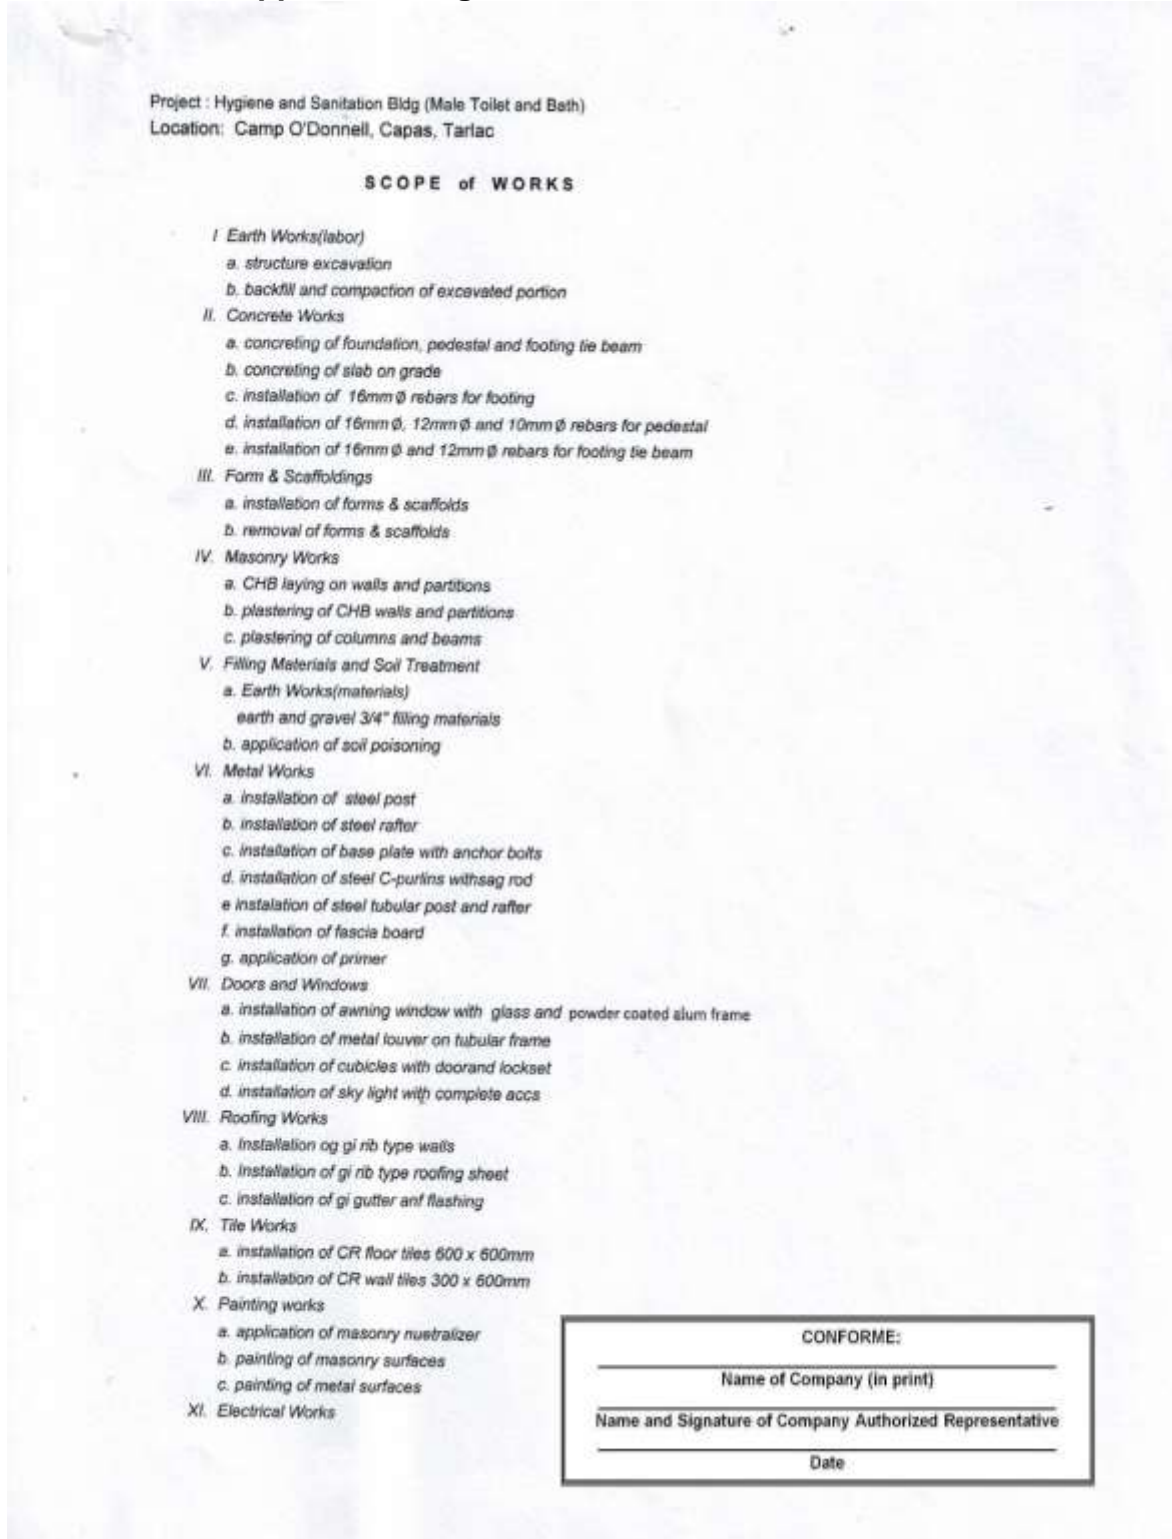 Project : Hygiene and Sanitation Bldg (Male Toilet and Bath)
Location: Camp O'Donnell, Capas, Tarlac
SCOPE of WORKS
I Earth Works(labor)
a. structure excavation
b. backfill and compaction of excavated portion
II. Concrete Works
a. concreting of foundation, pedestal and footing tie beam
b. concreting of slab on grade
c. installation of 16mm Ø rebars for footing
d. installation of 16mm Ø, 12mm Ø and 10mm Ø rebars for pedestal
e. installation of 16mm Ø and 12mm Ø rebars for footing tie beam
III. Form & Scaffoldings
a. installation of forms & scaffolds
b. removal of forms & scaffolds
IV. Masonry Works
a. CHB laying on walls and partitions
b. plastering of CHB walls and partitions
c. plastering of columns and beams
V. Filling Materials and Soil Treatment
a. Earth Works(materials)
earth and gravel 3/4" filling materials
b. application of soil poisoning
VI. Metal Works
a. installation of steel post
b. installation of steel rafter
c. installation of base plate with anchor bolts
d. installation of steel C-purlins withsag rod
e instalation of steel tubular post and rafter
f. installation of fascia board
g. application of primer
VII. Doors and Windows
a. installation of awning window with glass and powder coated alum frame
b. installation of metal louver on tubular frame
c. installation of cubicles with doorand lockset
d. installation of sky light with complete accs
VIII. Roofing Works
a. Installation og gi rib type walls
b. Installation of gi rib type roofing sheet
c. installation of gi gutter anf flashing
IX. Tile Works
a. installation of CR floor tiles 600 x 600mm
b. installation of CR wall tiles 300 x 600mm
X. Painting works
a. application of masonry nuetralizer
b. painting of masonry surfaces
c. painting of metal surfaces
XI. Electrical Works
CONFORME:
Name of Company (in print)
Name and Signature of Company Authorized Representative
Date